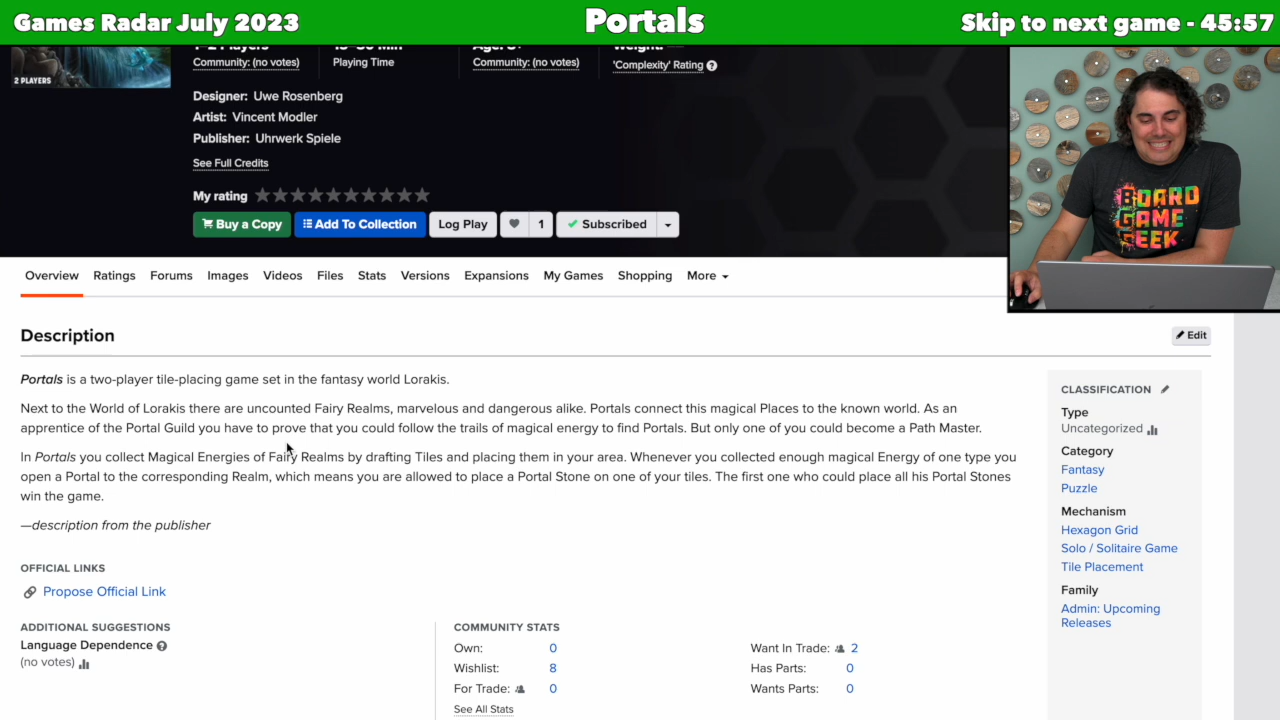 Games Radar July 2023
Portals
Skip to next game - 45:57
2 PLAYERS
Community: (no votes)
Playing Time
Community: (no votes)
'Complexity' Rating
Designer: Uwe Rosenberg
Artist: Vincent Modler
Publisher: Uhrwerk Spiele
See Full Credits
My rating
Buy a Copy
Add To Collection
Log Play
1
Subscribed
BOARD
GAME
GEEK
Overview
Ratings
Forums
Images
Videos
Files
Stats
Versions
Expansions
My Games
Shopping
More
Description
Edit
Portals is a two-player tile-placing game set in the fantasy world Lorakis.
Next to the World of Lorakis there are uncounted Fairy Realms, marvelous and dangerous alike. Portals connect this magical Places to the known world. As an
apprentice of the Portal Guild you have to prove that you could follow the trails of magical energy to find Portals. But only one of you could become a Path Master.
In Portals you collect Magical Energies of Fairy Realms by drafting Tiles and placing them in your area. Whenever you collected enough magical Energy of one type you
open a Portal to the corresponding Realm, which means you are allowed to place a Portal Stone on one of your tiles. The first one who could place all his Portal Stones
win the game.
—description from the publisher
CLASSIFICATION
Type
Uncategorized
Category
Fantasy
Puzzle
Mechanism
Hexagon Grid
Solo / Solitaire Game
Tile Placement
Family
Admin: Upcoming
Releases
OFFICIAL LINKS
Propose Official Link
ADDITIONAL SUGGESTIONS
Language Dependence
(no votes)
COMMUNITY STATS
Own: 0
Wishlist: 8
For Trade: 0
See All Stats
Want In Trade: 2
Has Parts: 0
Wants Parts: 0